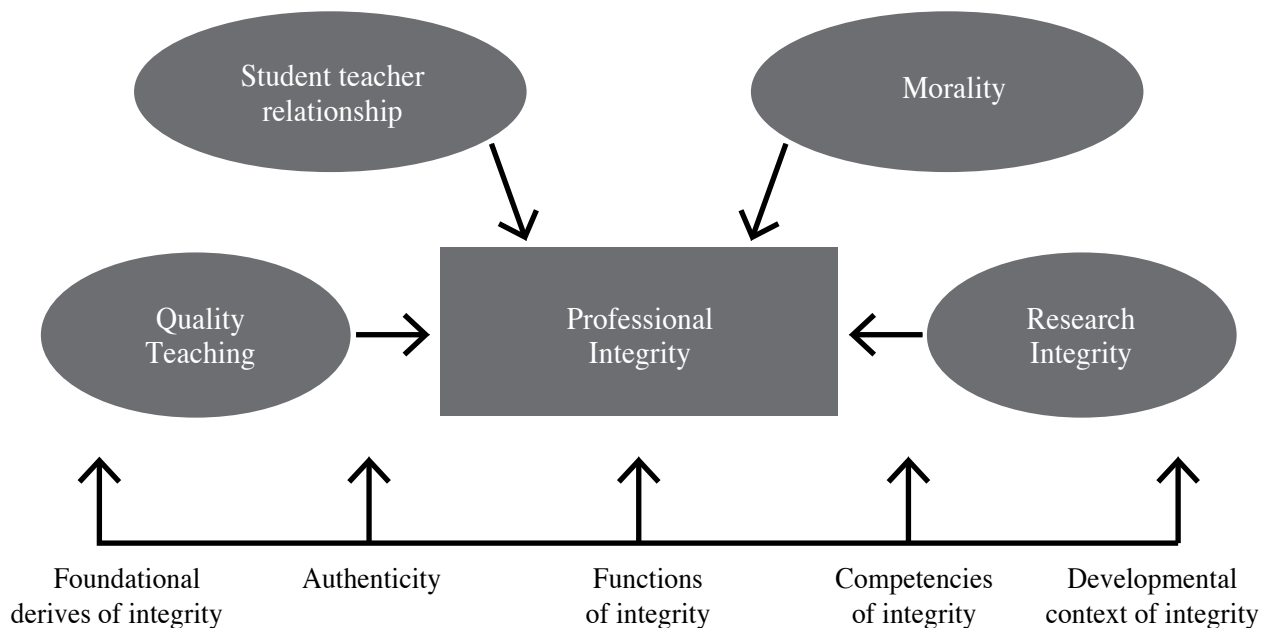 Student teacher
relationship
Morality
Quality
Teaching
Professional
Integrity
Research
Integrity
Foundational
derives of integrity
Authenticity
Functions
of integrity
Competencies
of integrity
Developmental
context of integrity